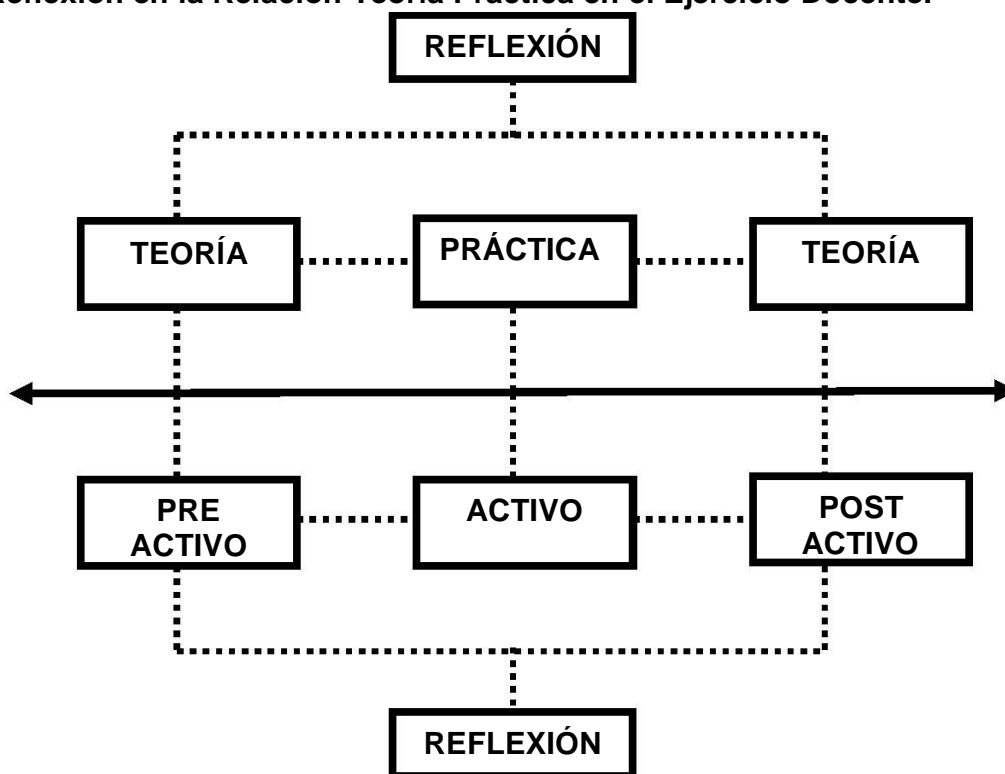 Reflexión en la Relación Teoría Práctica en el Ejercicio Docente.
REFLEXIÓN
TEORÍA
PRÁCTICA
TEORÍA
PRE
ACTIVO
ACTIVO
POST
ACTIVO
REFLEXIÓN